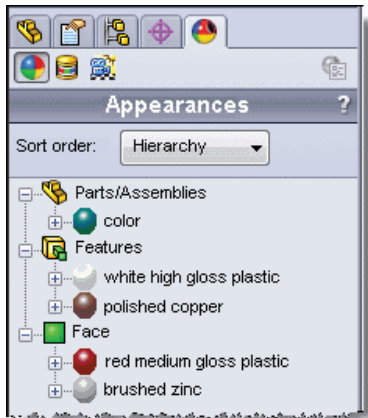 Appearances ?
Sort order: Hierarchy
Parts/Assemblies
color
Features
white high gloss plastic
polished copper
Face
red medium gloss plastic
brushed zinc